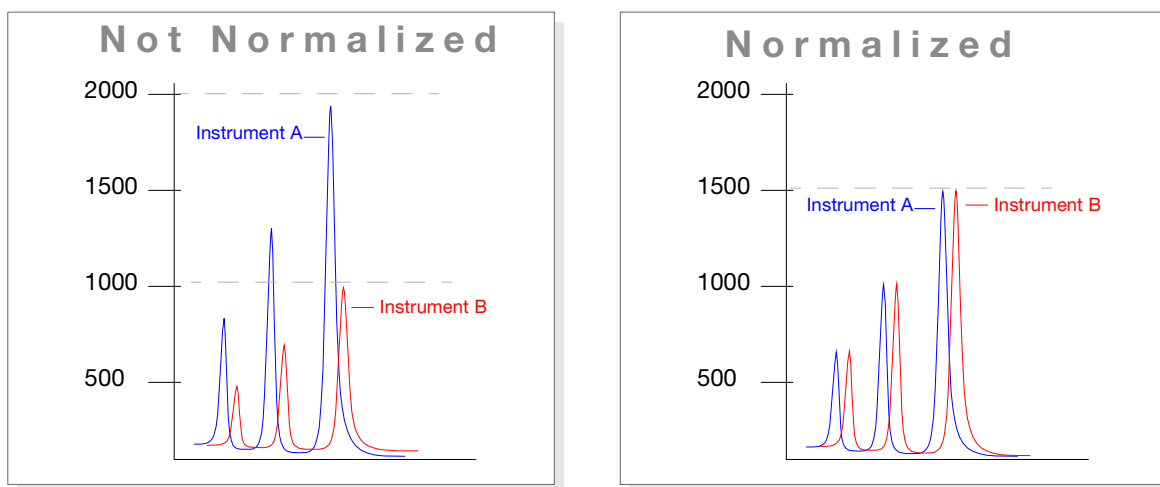 Not Normalized
2000
Instrument A
1500
1000
Instrument B
500
Normalized
2000
1500
Instrument A
Instrument B
1000
500